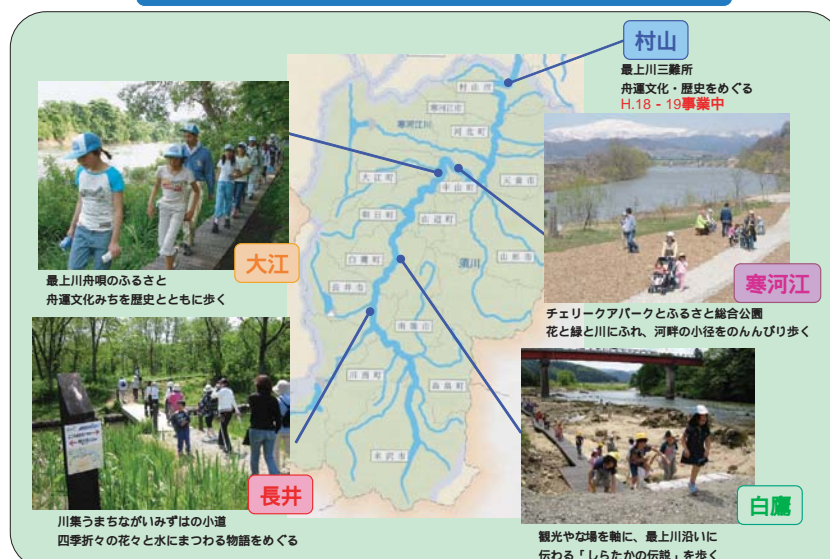 村山
最上川三難所
舟運文化・歴史をめぐる
H.18 - 19事業中
大江
最上川舟唄のふるさと
舟運文化みちを歴史とともに歩く
寒河江
チェリークアパークとふるさと総合公園
花と緑と川にふれ、河畔の小径をのんんびり歩く
長井
川集うまちながいみずはの小道
四季折々の花々と水にまつわる物語をめぐる
白鷹
観光やな場を軸に、最上川沿いに
伝わる「しらたかの伝説」を歩く
村山市
寒河江市
寒河江川
河北町
大江町
中山町
天童市
朝日町
山辺町
白鷹町
須川
山形市
長井市
南陽市
川西町
高畠町
米沢市